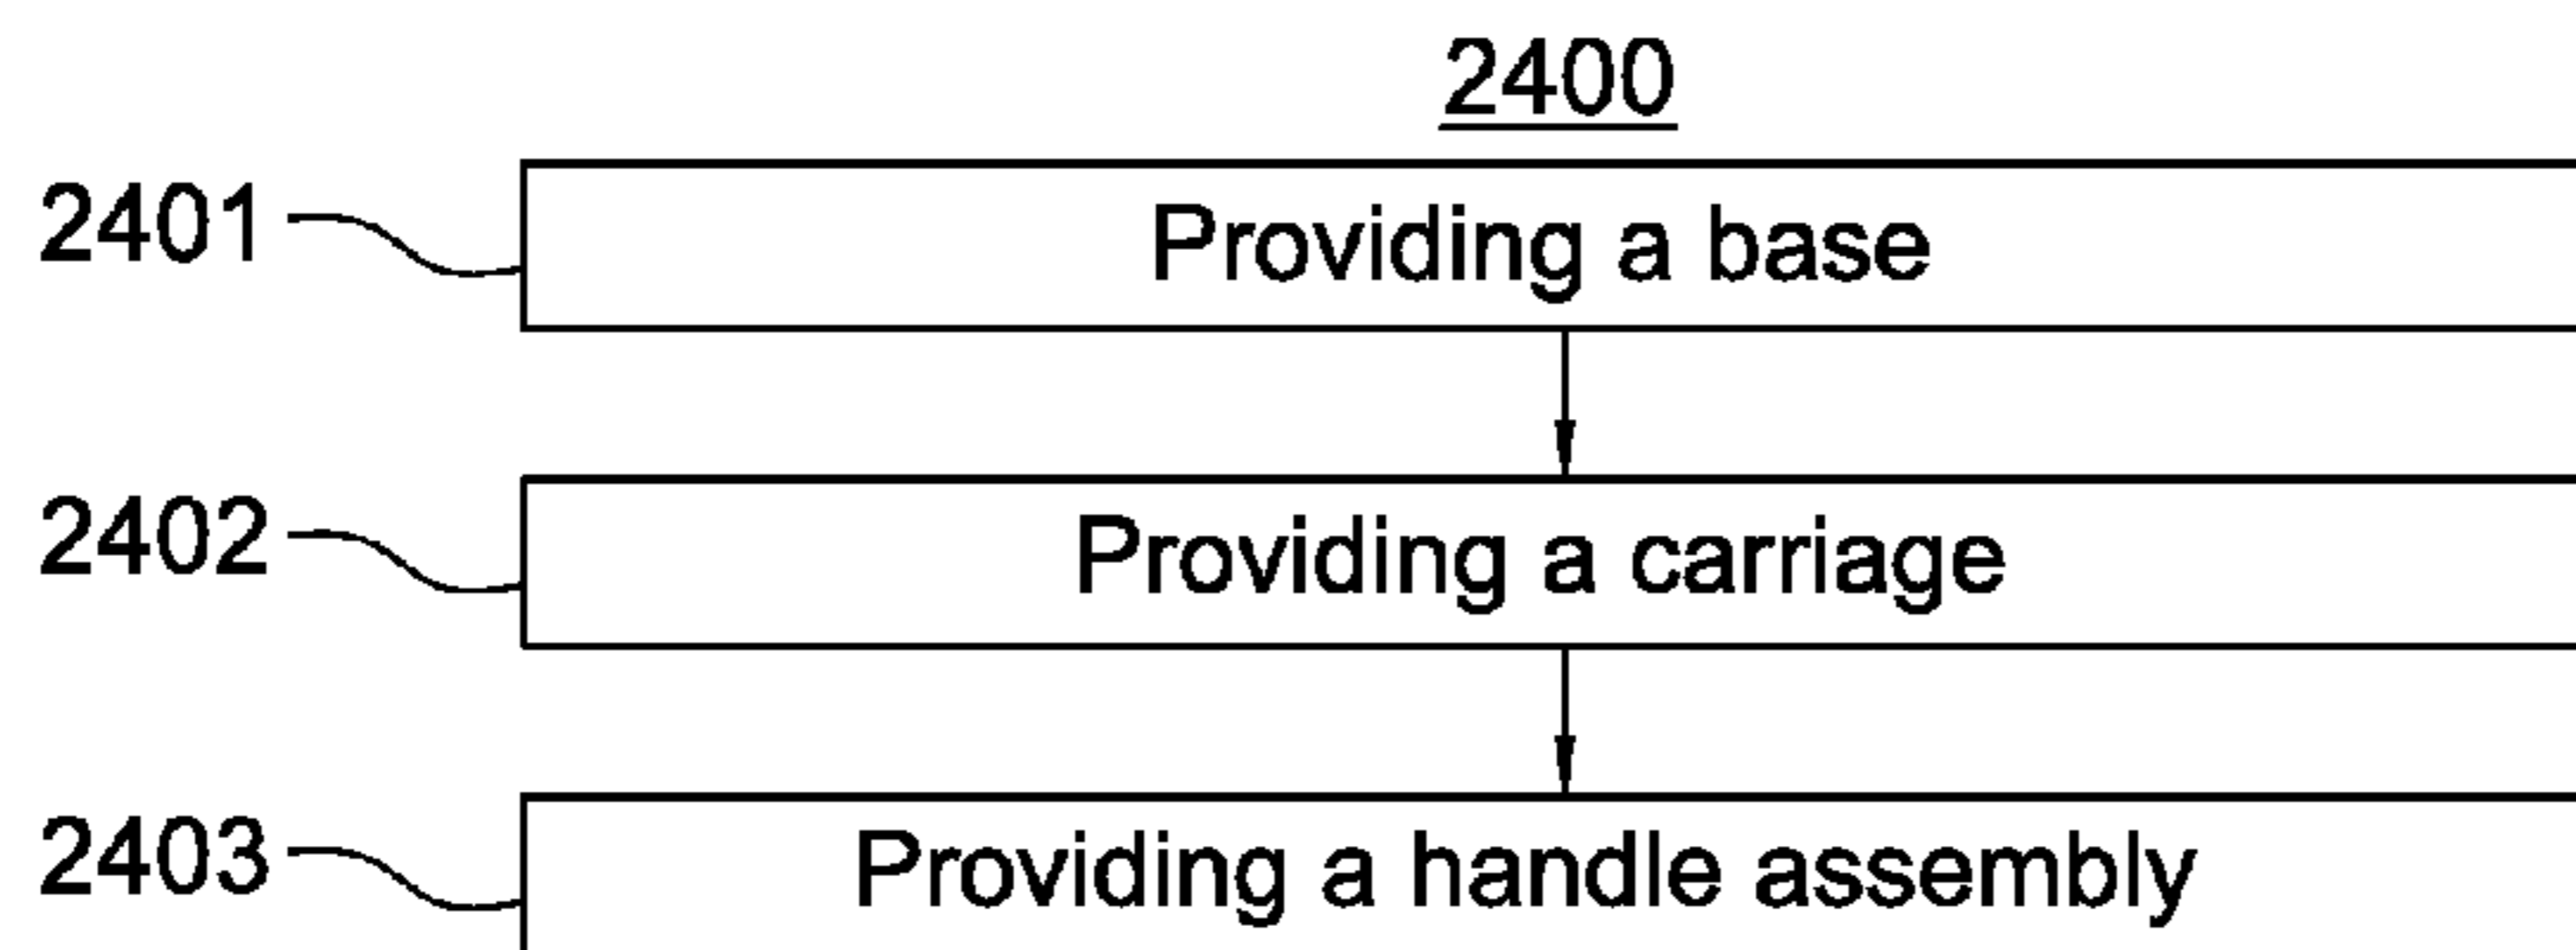 2400
2401 Providing a base
2402 Providing a carriage
2403 Providing a handle assembly